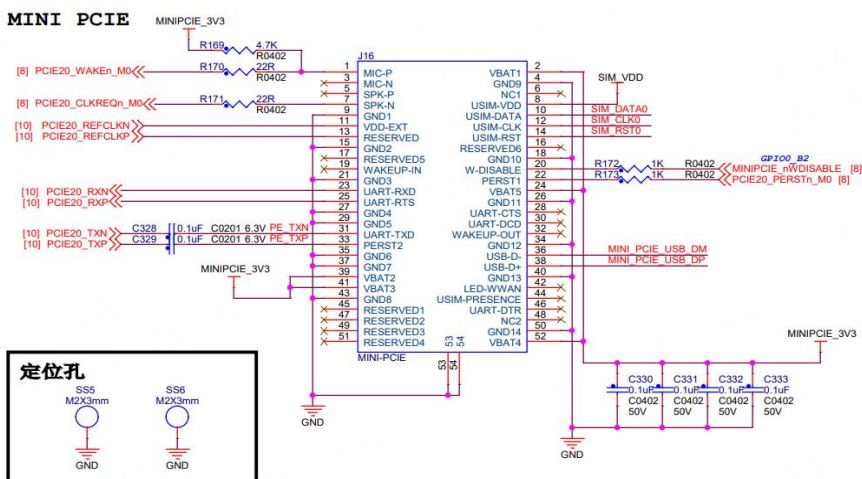 MINI PCIE
MINIPCIE_3V3
R169 4.7K
R0402
[8] PCIE20_WAKEn_M0 R170 22R
R0402
[8] PCIE20_CLKREQn_M0 R171 22R
R0402
[10] PCIE20_REFCLKN
[10] PCIE20_REFCLKP
[10] PCIE20_RXN
[10] PCIE20_RXP
[10] PCIE20_TXN C328 0.1uF C0201 6.3V PE_TXN
[10] PCIE20_TXP C329 0.1uF C0201 6.3V PE_TXP
MINIPCIE_3V3
J16
1 MIC-P VBAT1 2
3 MIC-N GND9 4
5 SPK-P NC1 6
7 SPK-N USIM-VDD 8
9 GND1 USIM-DATA 10
11 VDD-EXT USIM-CLK 12
13 RESERVED USIM-RST 14
15 GND2 RESERVED6 16
17 RESERVED5 GND10 18
19 WAKEUP-IN W-DISABLE 20
21 GND3 PERST1 22
23 UART-RXD VBAT5 24
25 UART-RTS GND11 26
27 GND4 UART-CTS 28
29 GND5 UART-DCD 30
31 UART-TXD WAKEUP-OUT 32
33 PERST2 GND12 34
35 GND6 USB-D- 36
37 GND7 USB-D+ 38
39 VBAT2 GND13 40
41 VBAT3 LED-WWAN 42
43 GND8 USIM-PRESENCE 44
45 RESERVED1 UART-DTR 46
47 RESERVED2 NC2 48
49 RESERVED3 GND14 50
51 RESERVED4 VBAT4 52
53 54
MINI-PCIE
53 54
GND
SIM_VDD
SIM_DATA0
SIM_CLK0
SIM_RST0
GPIO0_B2
R172 1K R0402 MINIPCIE_nWDISABLE [8]
R173 1K R0402 PCIE20_PERSTn_M0 [8]
MINI_PCIE_USB_DM
MINI_PCIE_USB_DP
MINIPCIE_3V3
C330 C331 C332 C333
0.1uF 0.1uF 0.1uF 0.1uF
C0402 C0402 C0402 C0402
50V 50V 50V 50V
GND
定位孔
SS5 SS6
M2X3mm M2X3mm
GND GND